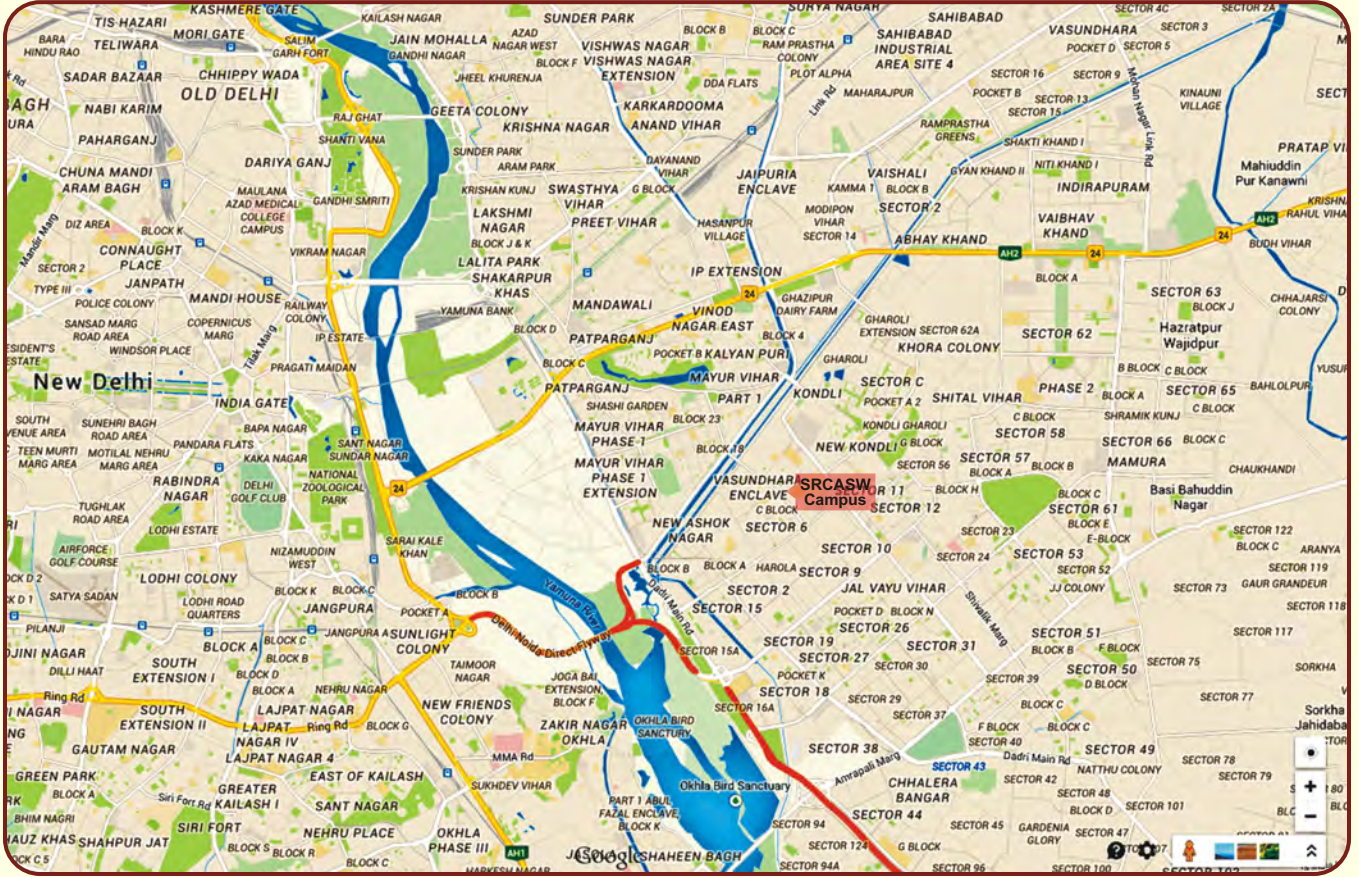 KASHMERE GATE
KAILASH NAGAR
SUNDER PARK
SURYA NAGAR
SAHIBABAD
SECTOR 4C
SECTOR 2A
TIS HAZARI
MORI GATE
SALIM
GARH FORT
JAIN MOHALLA
GANDHI NAGAR
AZAD
NAGAR WEST
BLOCK B
BLOCK C
VASUNDHARA
SECTOR 3
BARA
HINDU RAO
TELIWARA
BLOCK F
VISHWAS NAGAR
VISHWAS NAGAR
EXTENSION
RAM PRASTHA
COLONY
SAHIBABAD
INDUSTRIAL
AREA SITE 4
POCKET D
SECTOR 5
SADAR BAZAAR
CHHIPPY WADA
JHEEL KHURENJA
DDA FLATS
PLOT ALPHA
MAHARAJPUR
SECTOR 16
SECTOR 9
POCKET B
OLD DELHI
NABI KARIM
RAJ GHAT
GEETA COLONY
KARKARDOOMA
Link Rd
SECTOR 13
SECTOR 15
Mohan Nagar Link Rd
KINAUNI
VILLAGE
PAHARGANJ
SHANTI VANA
KRISHNA NAGAR
ANAND VIHAR
RAMPRASTHA
GREENS
SHAKTI KHAND I
DARIYA GANJ
SUNDER PARK
ARAM PARK
DAYANAND
VIHAR
JAIPURIA
ENCLAVE
VAISHALI
GYAN KHAND II
NITI KHAND I
Mahiuddin
Pur Kanawni
CHUNA MANDI
ARAM BAGH
MAULANA
AZAD MEDICAL
COLLEGE
CAMPUS
GANDHI SMRITI
KRISHAN KUNJ
SWASTHYA
VIHAR
G BLOCK
KAMMA 1
BLOCK B
SECTOR 2
INDIRAPURAM
DIZ AREA
BLOCK K
LAKSHMI
NAGAR
PREET VIHAR
HASANPUR
VILLAGE
MODIPON
VIHAR
SECTOR 14
VAIBHAV
KHAND
AH2
RAHUL VIHA
Mandir Marg
CONNAUGHT
PLACE
VIKRAM NAGAR
BLOCK J & K
ABHAY KHAND
AH2
24
24
BUDH VIHAR
SECTOR 2
JANPATH
LALITA PARK
SHAKARPUR
KHAS
IP EXTENSION
BLOCK A
TYPE III
POLICE COLONY
MANDI HOUSE
RAILWAY
COLONY
YAMUNA BANK
MANDAWALI
24
GHAZIPUR
DAIRY FARM
SECTOR 63
BLOCK J
CHHAJARSI
COLONY
SANSAD MARG
ROAD AREA
COPERNICUS
MARG
Tilak Marg
IP ESTATE
BLOCK D
VINOD
NAGAR EAST
GHAROLI
EXTENSION
SECTOR 62A
KHORA COLONY
SECTOR 62
Hazratpur
Wajidpur
WINDSOR PLACE
PRAGATI MAIDAN
PATPARGANJ
BLOCK C
BLOCK 4
POCKET B
KALYAN PURI
GHAROLI
New Delhi
PATPARGANJ
MAYUR VIHAR
PART 1
KONDLI
SECTOR C
POCKET A 2
SHITAL VIHAR
PHASE 2
B BLOCK
C BLOCK
BLOCK A
SECTOR 65
BAHLOLPUR
INDIA GATE
SHASHI GARDEN
BLOCK 23
KONDLI GHAROLI
C BLOCK
SHRAMIK KUNJ
C BLOCK
SUNEHRI BAGH
ROAD AREA
BAPA NAGAR
PANDARA FLATS
SANT NAGAR
SUNDAR NAGAR
MAYUR VIHAR
PHASE 1
BLOCK 18
NEW KONDLI
G BLOCK
SECTOR 58
SECTOR 66
BLOCK C
TEEN MURTI
MARG AREA
MOTILAL NEHRU
MARG AREA
KAKA NAGAR
MAYUR VIHAR
PHASE 1
EXTENSION
SECTOR 56
SECTOR 57
BLOCK A
BLOCK B
MAMURA
CHAUKHANDI
RABINDRA
NAGAR
DELHI
GOLF CLUB
NATIONAL
ZOOLOGICAL
PARK
24
VASUNDHARA
ENCLAVE
C BLOCK
SRCASW
Campus
SECTOR 11
SECTOR 12
BLOCK H
BLOCK C
SECTOR 61
BLOCK E
E-BLOCK
Basi Bahuddin
Nagar
TUGHLAK
ROAD AREA
LODHI ESTATE
SARAI KALE
KHAN
NEW ASHOK
NAGAR
SECTOR 6
SECTOR 23
SECTOR 122
BLOCK C
AIRFORCE
GOLF COURSE
NIZAMUDDIN
WEST
SECTOR 10
SECTOR 24
SECTOR 53
SECTOR 52
ARANYA
SECTOR 119
GAUR GRANDEUR
LODHI COLONY
BLOCK B
BLOCK A
HAROLA
SECTOR 9
SATYA SADAN
LODHI ROAD
QUARTERS
BLOCK K
BLOCK C
JANGPURA
POCKET A
BLOCK B
Yamuna River
Dadri Main Rd
SECTOR 2
SECTOR 15
JAL VAYU VIHAR
JJ COLONY
SECTOR 73
SECTOR 118
PILANJI
BLOCK C
JANGPURA A
SUNLIGHT
COLONY
Delhi-Noida Direct Flyway
POCKET D
BLOCK N
SECTOR 26
Shivalik Marg
SECTOR 51
BLOCK B
F BLOCK
SECTOR 117
DILLI HAAT
BLOCK A
BLOCK B
SECTOR 15A
SECTOR 19
SECTOR 27
SECTOR 31
SECTOR 30
SECTOR 50
D BLOCK
SECTOR 75
SORKHA
SOUTH
EXTENSION I
BLOCK D
BLOCK A
NEHRU NAGAR
TAIMOOR
NAGAR
JOGA BAI
EXTENSION,
BLOCK F
POCKET K
SECTOR 18
SECTOR 39
BLOCK C
SECTOR 77
Ring Rd
SOUTH
EXTENSION II
LAJPAT NAGAR
LAJPAT
NAGAR IV
Ring Rd
BLOCK G
NEW FRIENDS
COLONY
ZAKIR NAGAR
OKHLA
OKHLA BIRD
SANCTURY
SECTOR 16A
SECTOR 29
SECTOR 37
F BLOCK
BLOCK C
SECTOR 40
Sorkha
Jahidaba
GAUTAM NAGAR
LAJPAT NAGAR 4
MMA Rd
SECTOR 38
Amrapali Marg
SECTOR 43
Dadri Main Rd
SECTOR 49
NATTHU COLONY
SECTOR 78
GREEN PARK
BLOCK A
EAST OF KAILASH
SUKHDEV VIHAR
Okhla Bird Sanctuary
CHHALERA
BANGAR
SECTOR 42
SECTOR 48
SECTOR 79
Siri Fort Rd
GREATER
KAILASH I
SANT NAGAR
PART 1 ABUL
FAZAL ENCLAVE,
BLOCK K
SECTOR 44
BLOCK D
SECTOR 101
BHIM NAGRI
SIRI FORT
NEHRU PLACE
OKHLA
PHASE III
SECTOR 94
SECTOR 45
GARDENIA
GLORY
SECTOR 47
HAUZ KHAS
SHAHPUR JAT
BLOCK S
BLOCK R
BLOCK C
AH1
Google
SHAHEEN BAGH
SECTOR 124
G BLOCK
SECTOR 94A
SECTOR 96
SECTOR 100